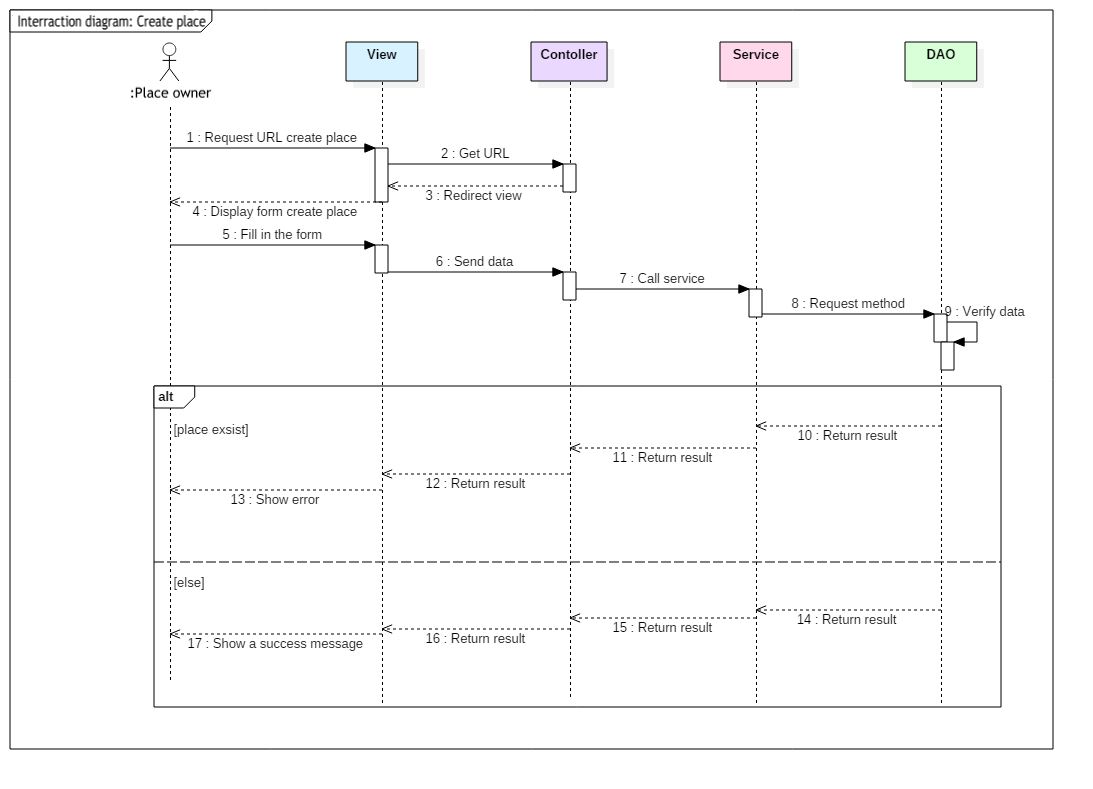 Interraction diagram: Create place
View
Contoller
Service
DAO
:Place owner
1 : Request URL create place
2 : Get URL
3 : Redirect view
4 : Display form create place
5 : Fill in the form
6 : Send data
7 : Call service
8 : Request method
9 : Verify data
alt
[place exsist]
10 : Return result
11 : Return result
12 : Return result
13 : Show error
[else]
14 : Return result
15 : Return result
16 : Return result
17 : Show a success message